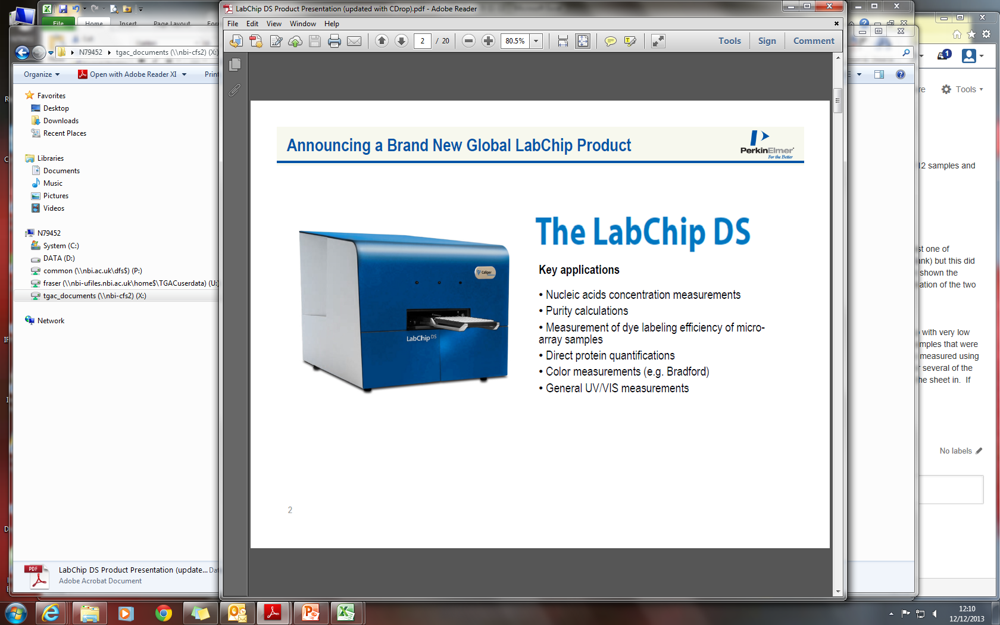 LabChip DS Product Presentation (updated with CDrop).pdf - Adobe Reader
File Edit View Window Help
2 / 20 80.5% Tools Sign Comment
File Home Insert Page Layout
N79452 tgac_documents (\\nbi-cfs2) (X:)
Organize Open with Adobe Reader XI Print
Favorites
Desktop
Downloads
Recent Places
Libraries
Documents
Music
Pictures
Videos
N79452
System (C:)
DATA (D:)
common (\\nbi.ac.uk\dfs$) (P:)
fraser (\\nbi-ufiles.nbi.ac.uk\home$\TGACuserdata) (U:)
tgac_documents (\\nbi-cfs2) (X:)
Network
LabChip DS Product Presentation (update...
Adobe Acrobat Document
Announcing a Brand New Global LabChip Product
PerkinElmer
For the Better
The LabChip DS
Key applications
• Nucleic acids concentration measurements
• Purity calculations
• Measurement of dye labeling efficiency of micro-
array samples
• Direct protein quantifications
• Color measurements (e.g. Bradford)
• General UV/VIS measurements
Caliper
LabChip DS
2
1
Tools
12 samples and
st one of
ank) but this did
shown the
ation of the two
with very low
mples that were
measured using
several of the
he sheet in. If
No labels
12:10
12/12/2013